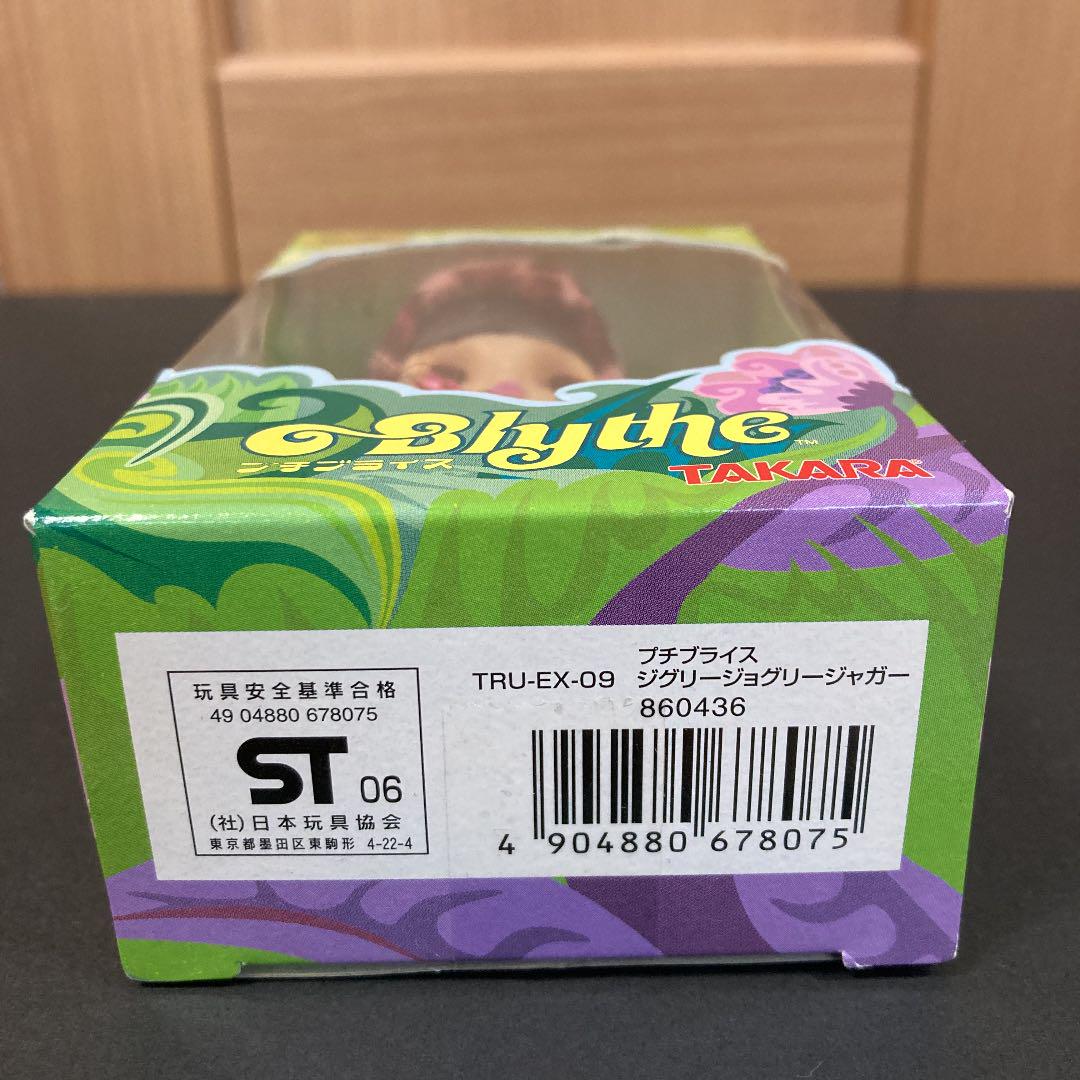 Blythe™
プチブライス
TAKARA®
玩具安全基準合格
49 04880 678075
ST 06
(社)日本玩具協会
東京都墨田区東駒形 4-22-4
プチブライス
TRU-EX-09 ジグリージョグリージャガー
860436
4 904880 678075